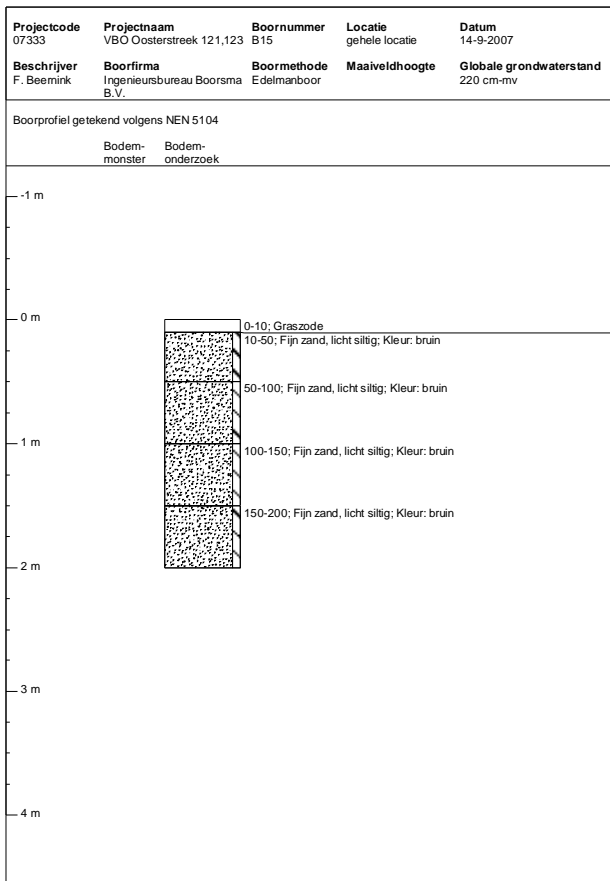 Projectcode Projectnaam Boornummer Locatie Datum
07333 VBO Oosterstreek 121,123 B15 gehele locatie 14-9-2007
Beschrijver Boorfirma Boormethode Maaiveldhoogte Globale grondwaterstand
F. Beernink Ingenieursbureau Boorsma Edelmanboor 220 cm-mv
B.V.
Boorprofiel getekend volgens NEN 5104
Bodem- Bodem-
monster onderzoek
-1 m
0 m
0-10; Graszode
10-50; Fijn zand, licht siltig; Kleur: bruin
50-100; Fijn zand, licht siltig; Kleur: bruin
1 m
100-150; Fijn zand, licht siltig; Kleur: bruin
150-200; Fijn zand, licht siltig; Kleur: bruin
2 m
3 m
4 m